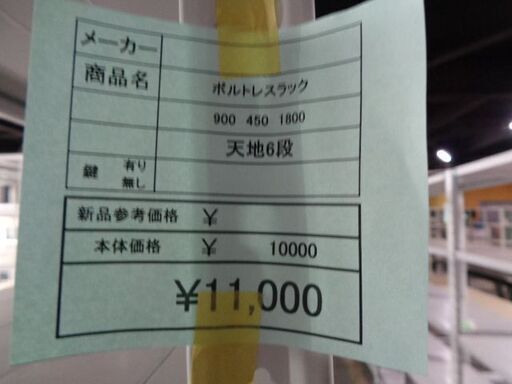 メーカー
商品名 ボルトレスラック
900 450 1800
天地6段
鍵 有り 無し
新品参考価格 ¥
本体価格 ¥ 10000
¥11,000